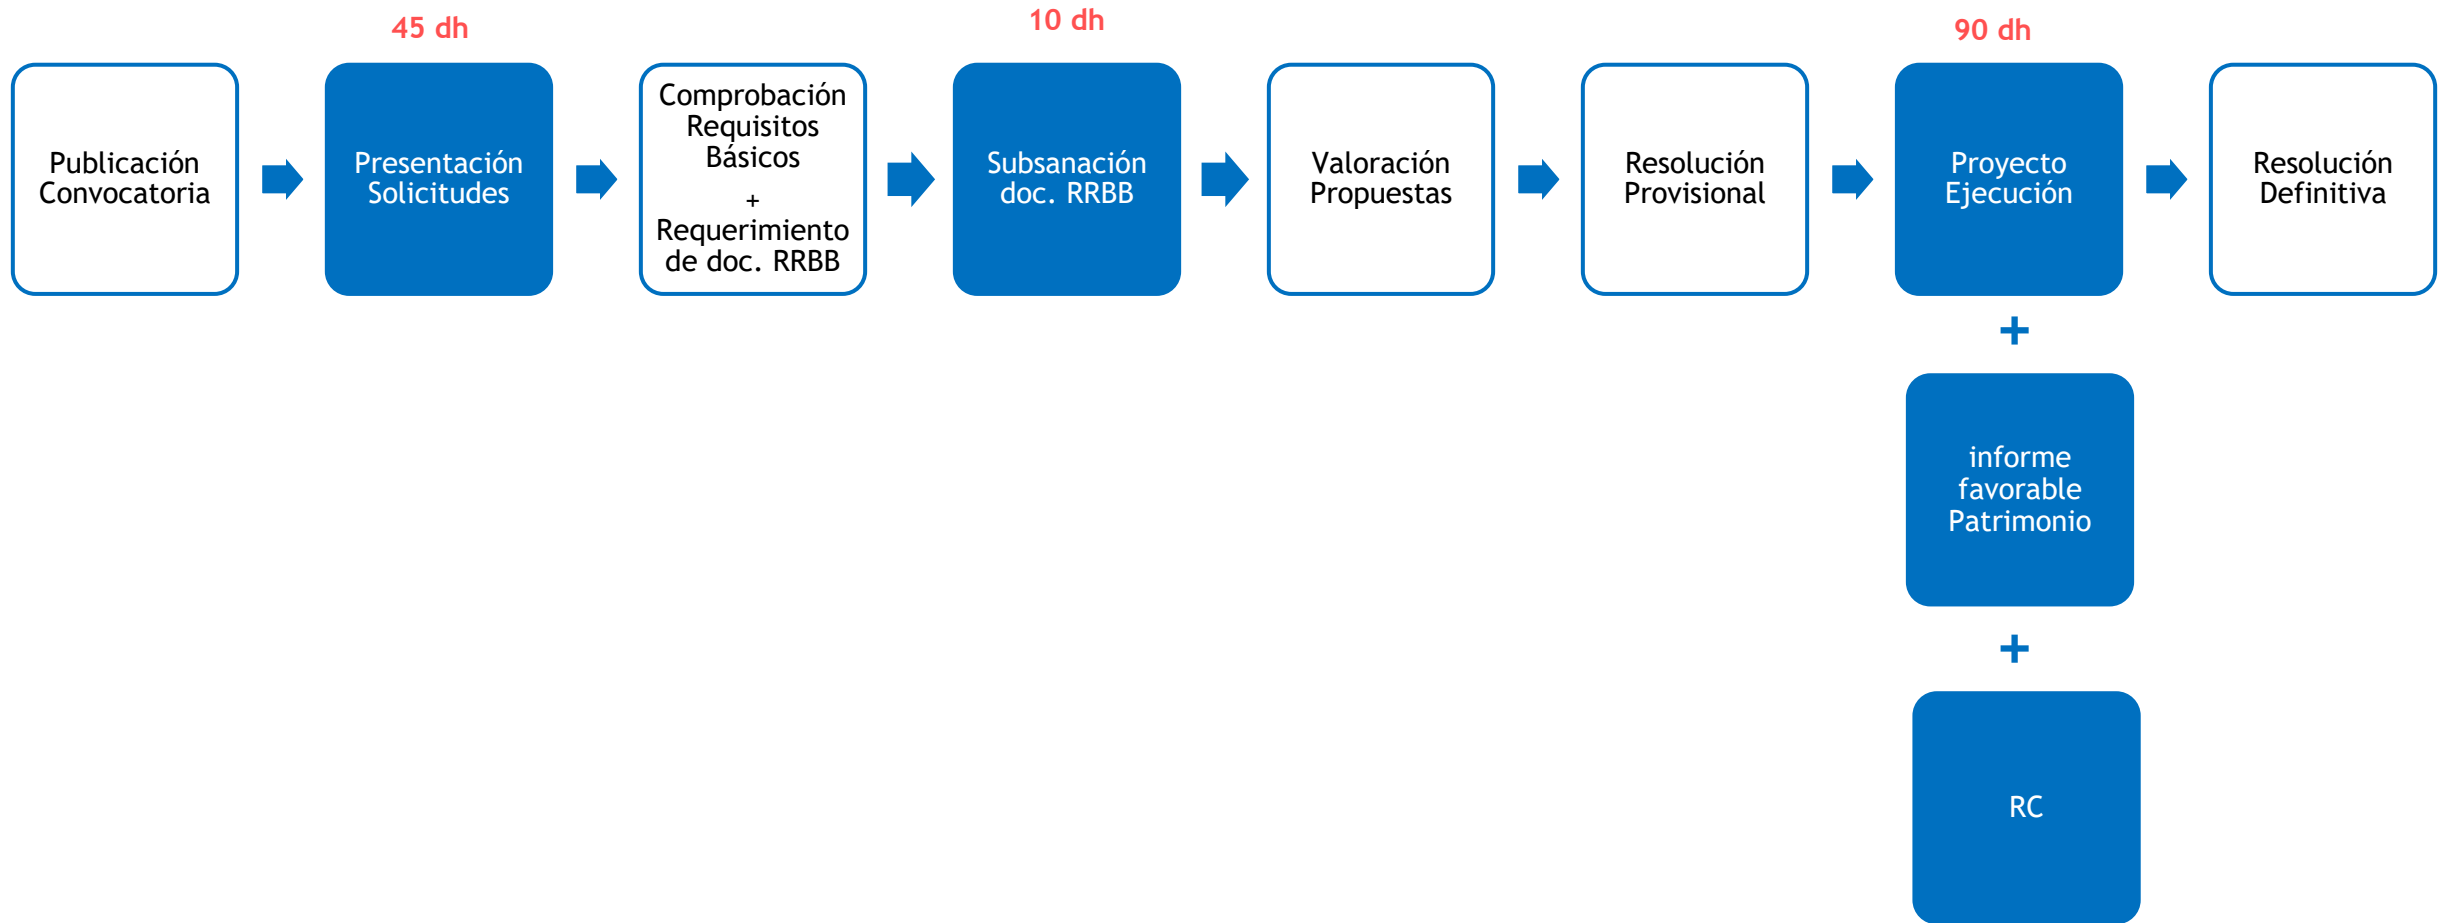 45 dh
10 dh
90 dh
Publicación
Convocatoria
Presentación
Solicitudes
Comprobación
Requisitos
Básicos
+
Requerimiento
de doc. RRBB
Subsanación
doc. RRBB
Valoración
Propuestas
Resolución
Provisional
Proyecto
Ejecución
Resolución
Definitiva
+
informe
favorable
Patrimonio
+
RC